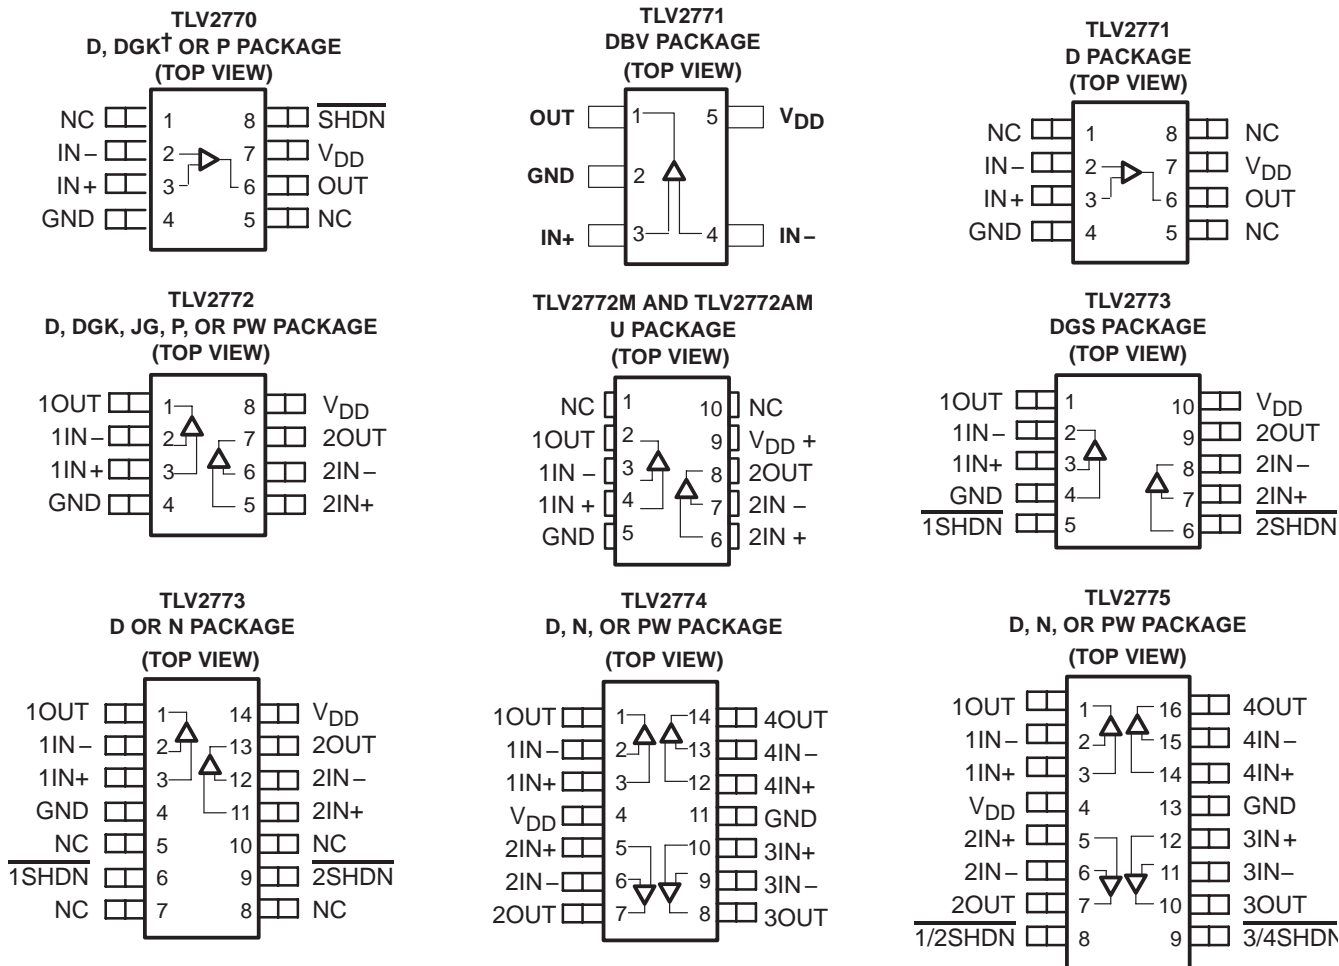 TLV2770
D, DGK† OR P PACKAGE
(TOP VIEW)
NC 1 8 SHDN
IN− 2 7 VDD
IN+ 3 6 OUT
GND 4 5 NC
TLV2771
DBV PACKAGE
(TOP VIEW)
OUT 1 5 VDD
GND 2
IN+ 3 4 IN−
TLV2771
D PACKAGE
(TOP VIEW)
NC 1 8 NC
IN− 2 7 VDD
IN+ 3 6 OUT
GND 4 5 NC
TLV2772
D, DGK, JG, P, OR PW PACKAGE
(TOP VIEW)
1OUT 1 8 VDD
1IN− 2 7 2OUT
1IN+ 3 6 2IN−
GND 4 5 2IN+
TLV2772M AND TLV2772AM
U PACKAGE
(TOP VIEW)
NC 1 10 NC
1OUT 2 9 VDD +
1IN − 3 8 2OUT
1IN + 4 7 2IN −
GND 5 6 2IN +
TLV2773
DGS PACKAGE
(TOP VIEW)
1OUT 1 10 VDD
1IN− 2 9 2OUT
1IN+ 3 8 2IN−
GND 4 7 2IN+
1SHDN 5 6 2SHDN
TLV2773
D OR N PACKAGE
(TOP VIEW)
1OUT 1 14 VDD
1IN− 2 13 2OUT
1IN+ 3 12 2IN−
GND 4 11 2IN+
NC 5 10 NC
1SHDN 6 9 2SHDN
NC 7 8 NC
TLV2774
D, N, OR PW PACKAGE
(TOP VIEW)
1OUT 1 14 4OUT
1IN− 2 13 4IN−
1IN+ 3 12 4IN+
VDD 4 11 GND
2IN+ 5 10 3IN+
2IN− 6 9 3IN−
2OUT 7 8 3OUT
TLV2775
D, N, OR PW PACKAGE
(TOP VIEW)
1OUT 1 16 4OUT
1IN− 2 15 4IN−
1IN+ 3 14 4IN+
VDD 4 13 GND
2IN+ 5 12 3IN+
2IN− 6 11 3IN−
2OUT 7 10 3OUT
1/2SHDN 8 9 3/4SHDN